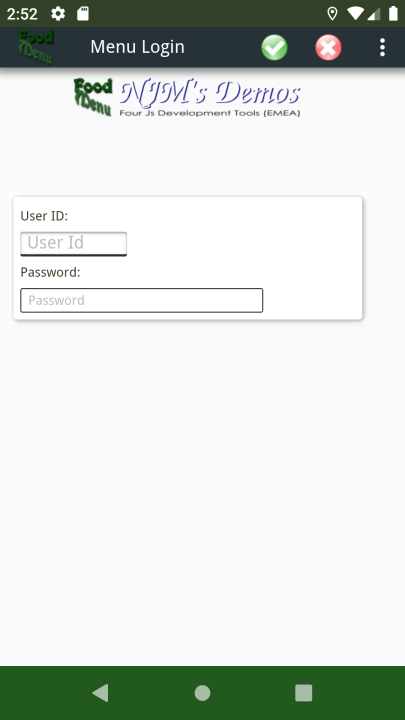 2:52
Food
Menu
Menu Login
Food
Menu
NJM's Demos
Four Js Development Tools (EMEA)
User ID:
User Id
Password:
Password